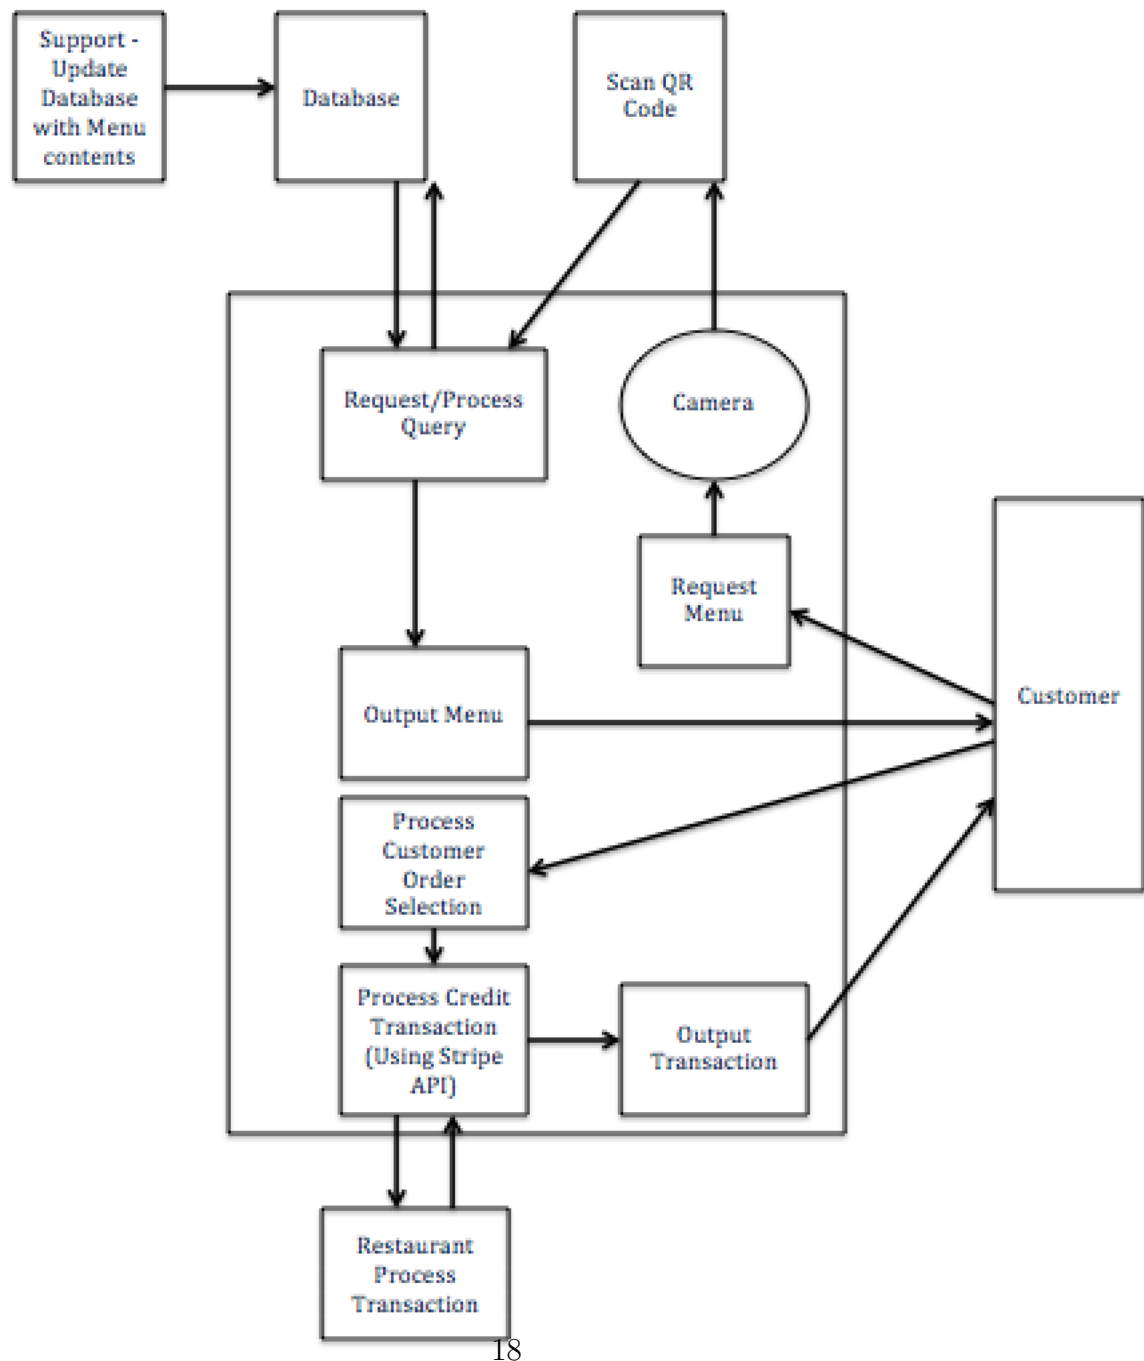 Support -
Update
Database
with Menu
contents
Database
Scan QR
Code
Request/Process
Query
Camera
Request
Menu
Customer
Output Menu
Process
Customer
Order
Selection
Process Credit
Transaction
(Using Stripe
API)
Output
Transaction
Restaurant
Process
Transaction
18